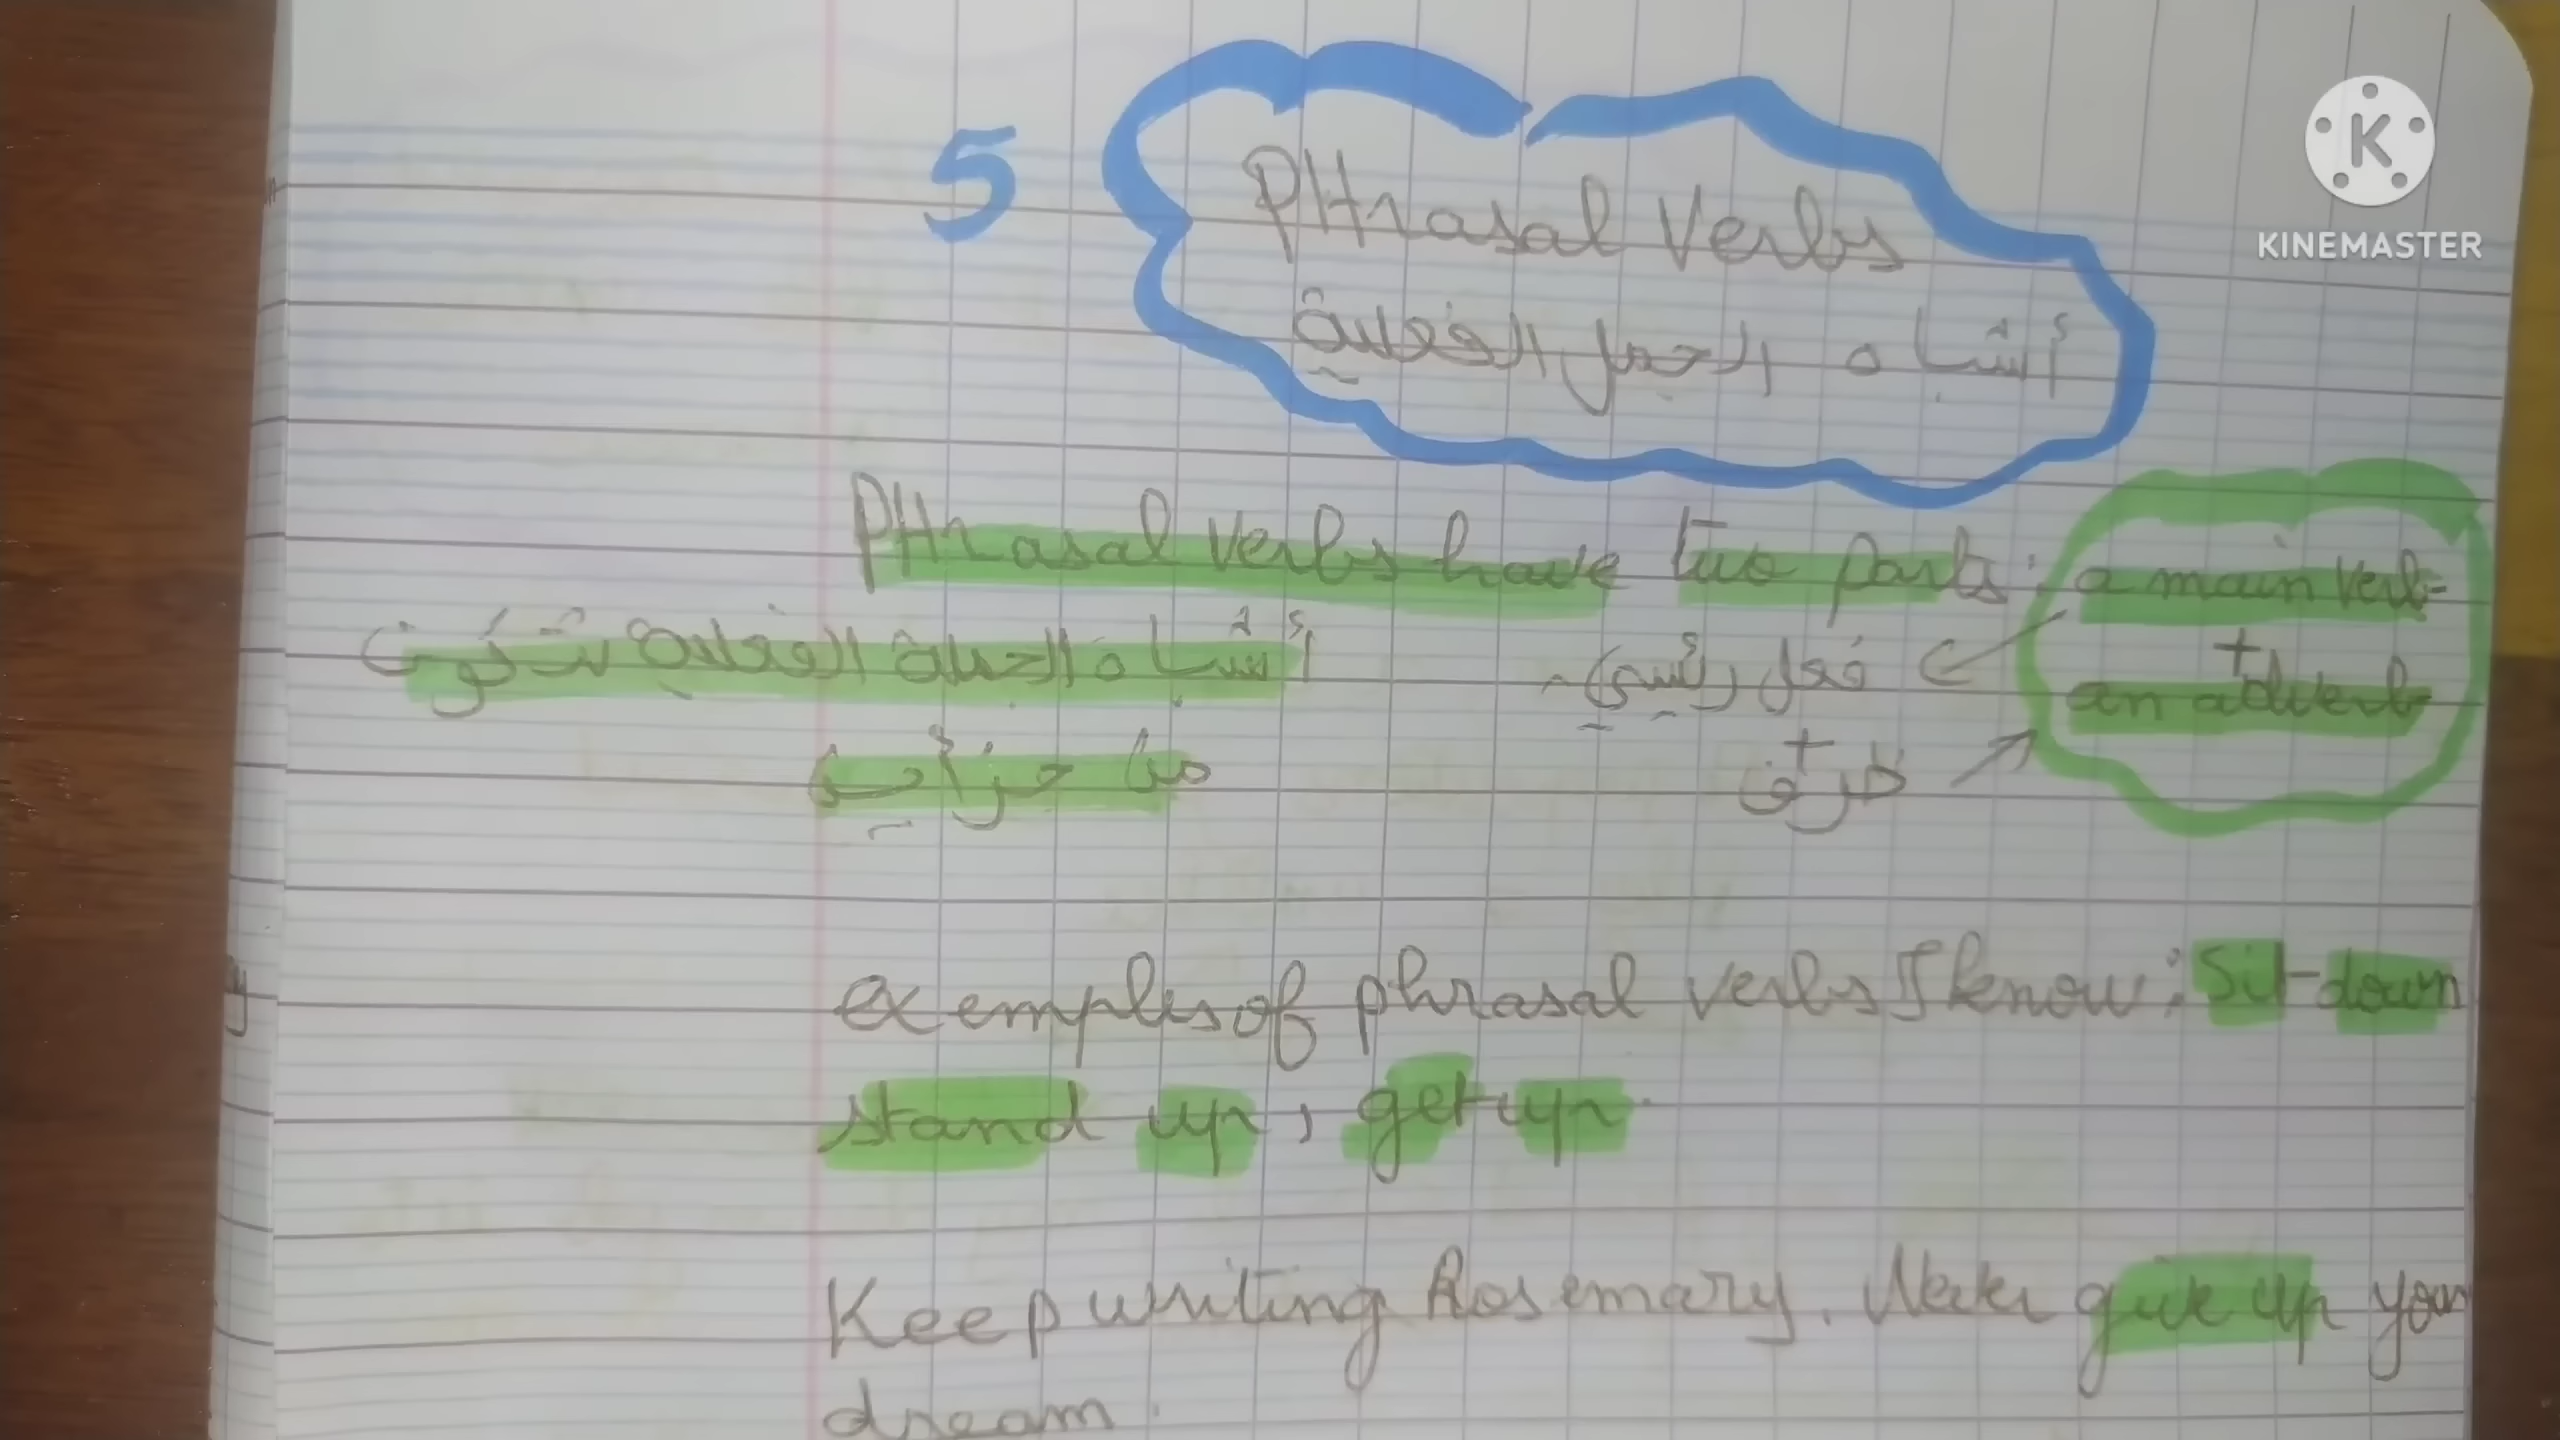 5
PHrasal Verbs
أشباه الجمل الفعلية
PHrasal Verbs have two parts: a main verb
+
an adverb
فعل رئيسي
+
ظرف
أشباه الجملة الفعلية تتكون
من جزأين
exemples of phrasal verbs I know: Sit down
stand up, get up.
Keep writing Rosemary. Never give up your
dream.
KINEMASTER